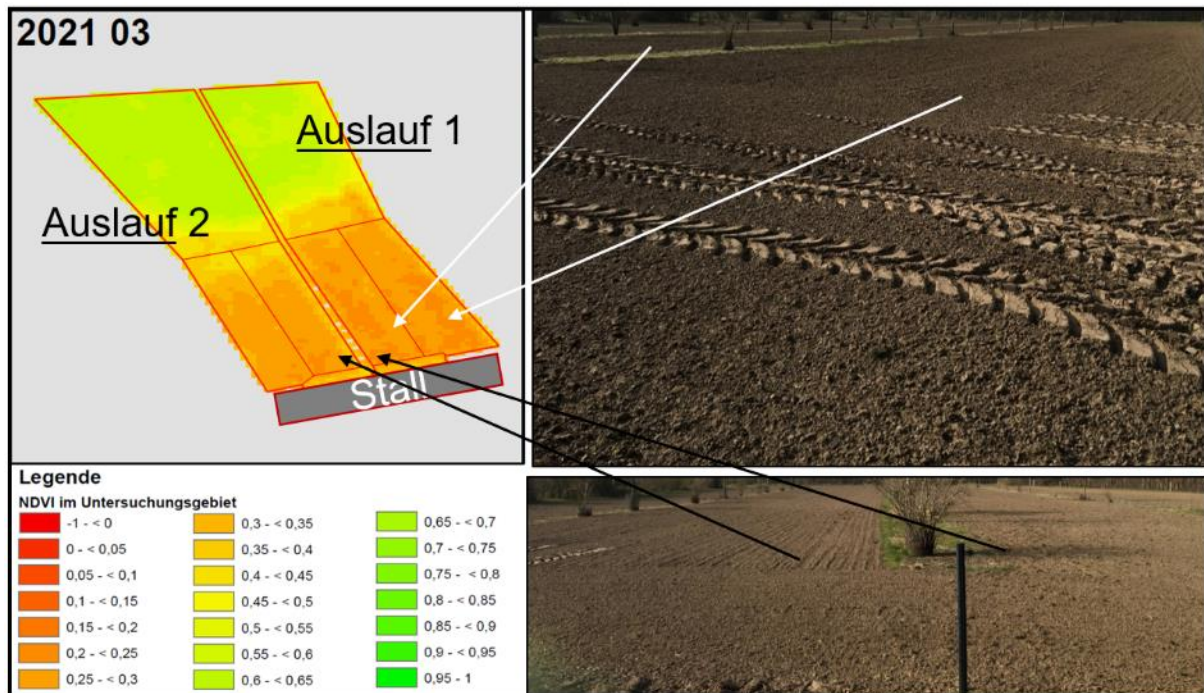 2021 03
Auslauf 1
Auslauf 2
Stall
Legende
NDVI im Untersuchungsgebiet
-1 - < 0
0 - < 0,05
0,05 - < 0,1
0,1 - < 0,15
0,15 - < 0,2
0,2 - < 0,25
0,25 - < 0,3
0,3 - < 0,35
0,35 - < 0,4
0,4 - < 0,45
0,45 - < 0,5
0,5 - < 0,55
0,55 - < 0,6
0,6 - < 0,65
0,65 - < 0,7
0,7 - < 0,75
0,75 - < 0,8
0,8 - < 0,85
0,85 - < 0,9
0,9 - < 0,95
0,95 - 1